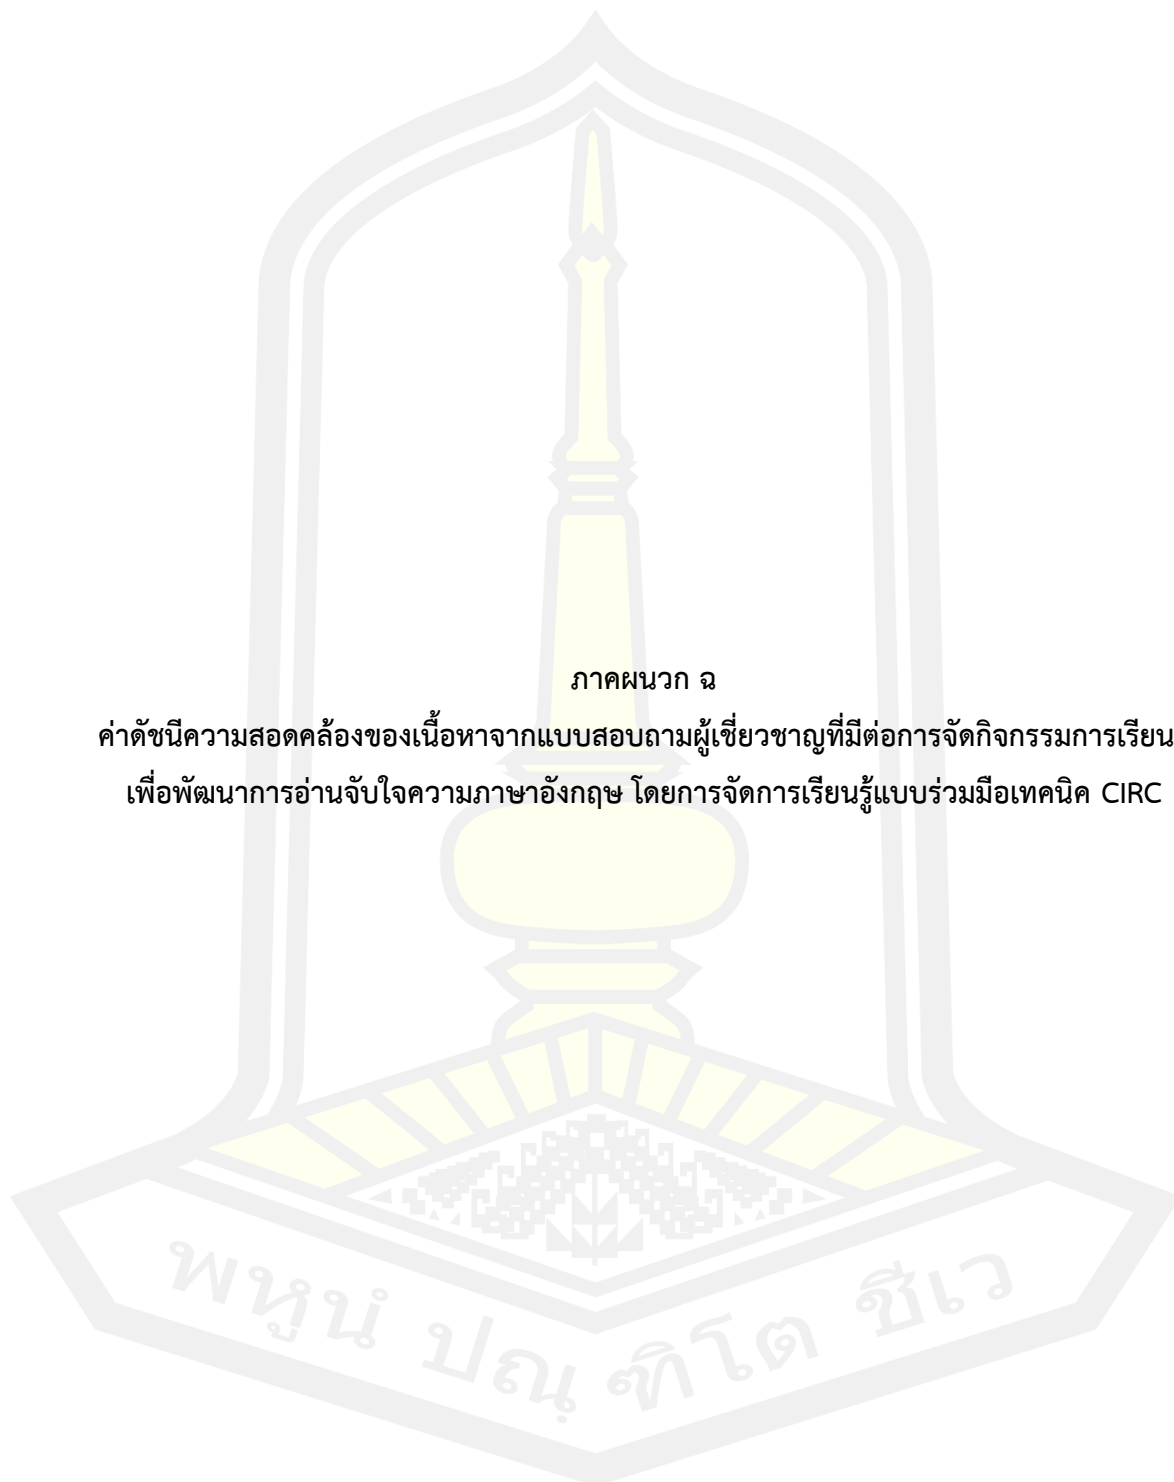 ภาคผนวก ฉ
ค่าดัชนีความสอดคล้องของเนื้อหาจากแบบสอบถามผู้เชี่ยวชาญที่มีต่อการจัดกิจกรรมการเรียน
เพื่อพัฒนาการอ่านจับใจความภาษาอังกฤษ โดยการจัดการเรียนรู้แบบร่วมมือเทคนิค CIRC
พหูนํ ปณฺฑิโต ชีเว